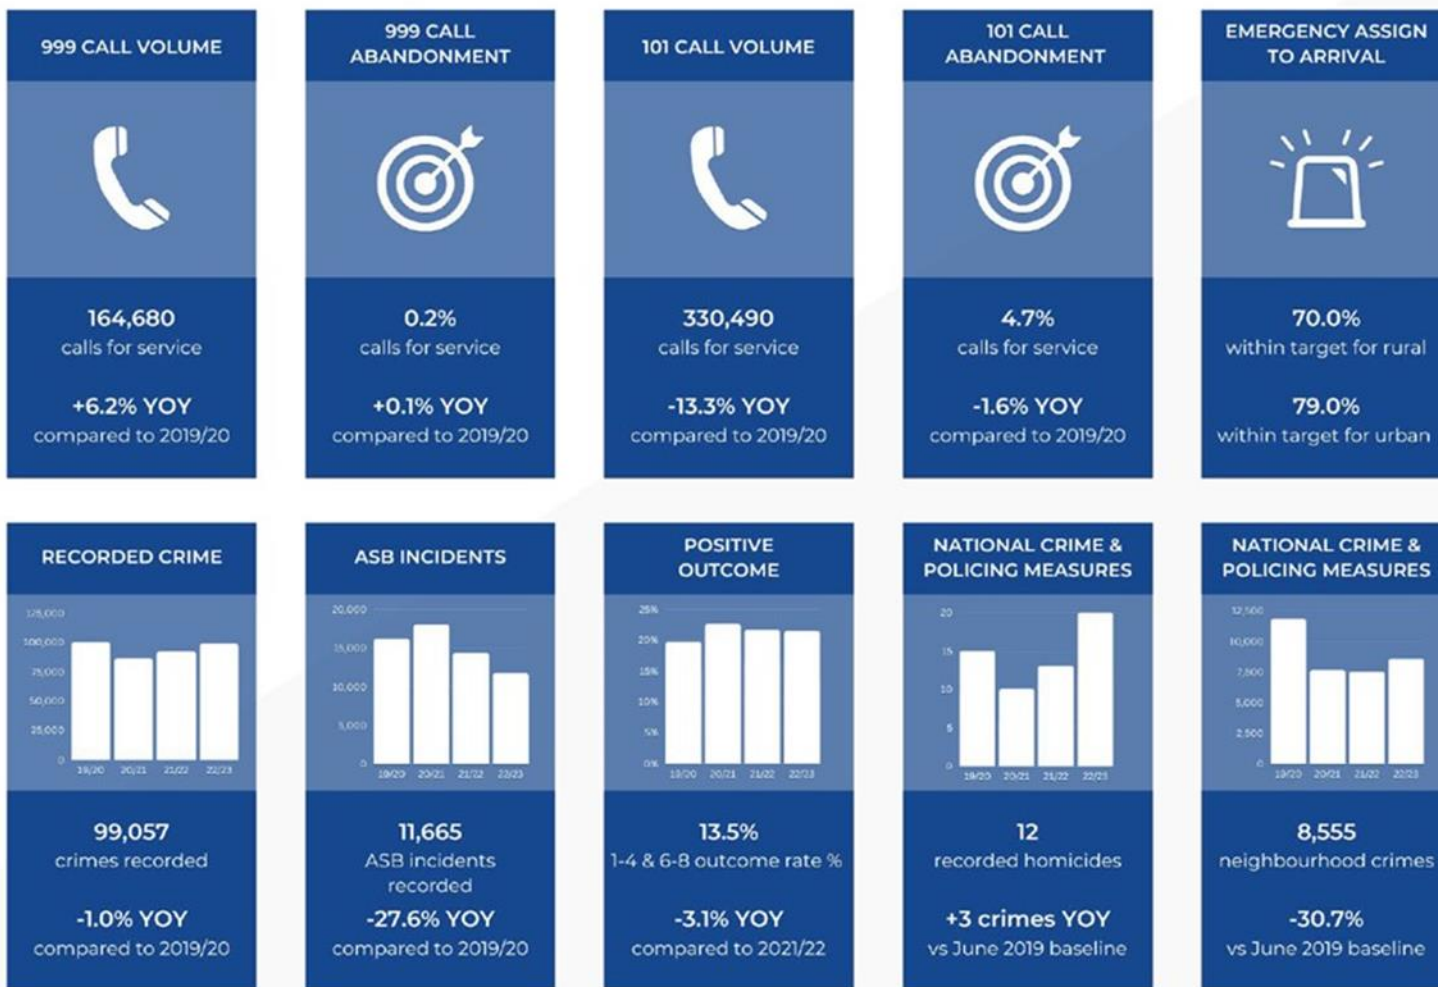 999 CALL VOLUME
164,680
calls for service
+6.2% YOY
compared to 2019/20
999 CALL
ABANDONMENT
0.2%
calls for service
+0.1% YOY
compared to 2019/20
101 CALL VOLUME
330,490
calls for service
-13.3% YOY
compared to 2019/20
101 CALL
ABANDONMENT
4.7%
calls for service
-1.6% YOY
compared to 2019/20
EMERGENCY ASSIGN
TO ARRIVAL
70.0%
within target for rural
79.0%
within target for urban
RECORDED CRIME
125,000
100,000
75,000
50,000
25,000
0
19/20 20/21 21/22 22/23
99,057
crimes recorded
-1.0% YOY
compared to 2019/20
ASB INCIDENTS
20,000
15,000
10,000
5,000
0
19/20 20/21 21/22 22/23
11,665
ASB incidents
recorded
-27.6% YOY
compared to 2019/20
POSITIVE
OUTCOME
25%
20%
15%
10%
5%
0%
19/20 20/21 21/22 22/23
13.5%
1-4 & 6-8 outcome rate %
-3.1% YOY
compared to 2021/22
NATIONAL CRIME &
POLICING MEASURES
20
15
10
5
0
19/20 20/21 21/22 22/23
12
recorded homicides
+3 crimes YOY
vs June 2019 baseline
NATIONAL CRIME &
POLICING MEASURES
12,500
10,000
7,500
5,000
2,500
0
19/20 20/21 21/22 22/23
8,555
neighbourhood crimes
-30.7%
vs June 2019 baseline